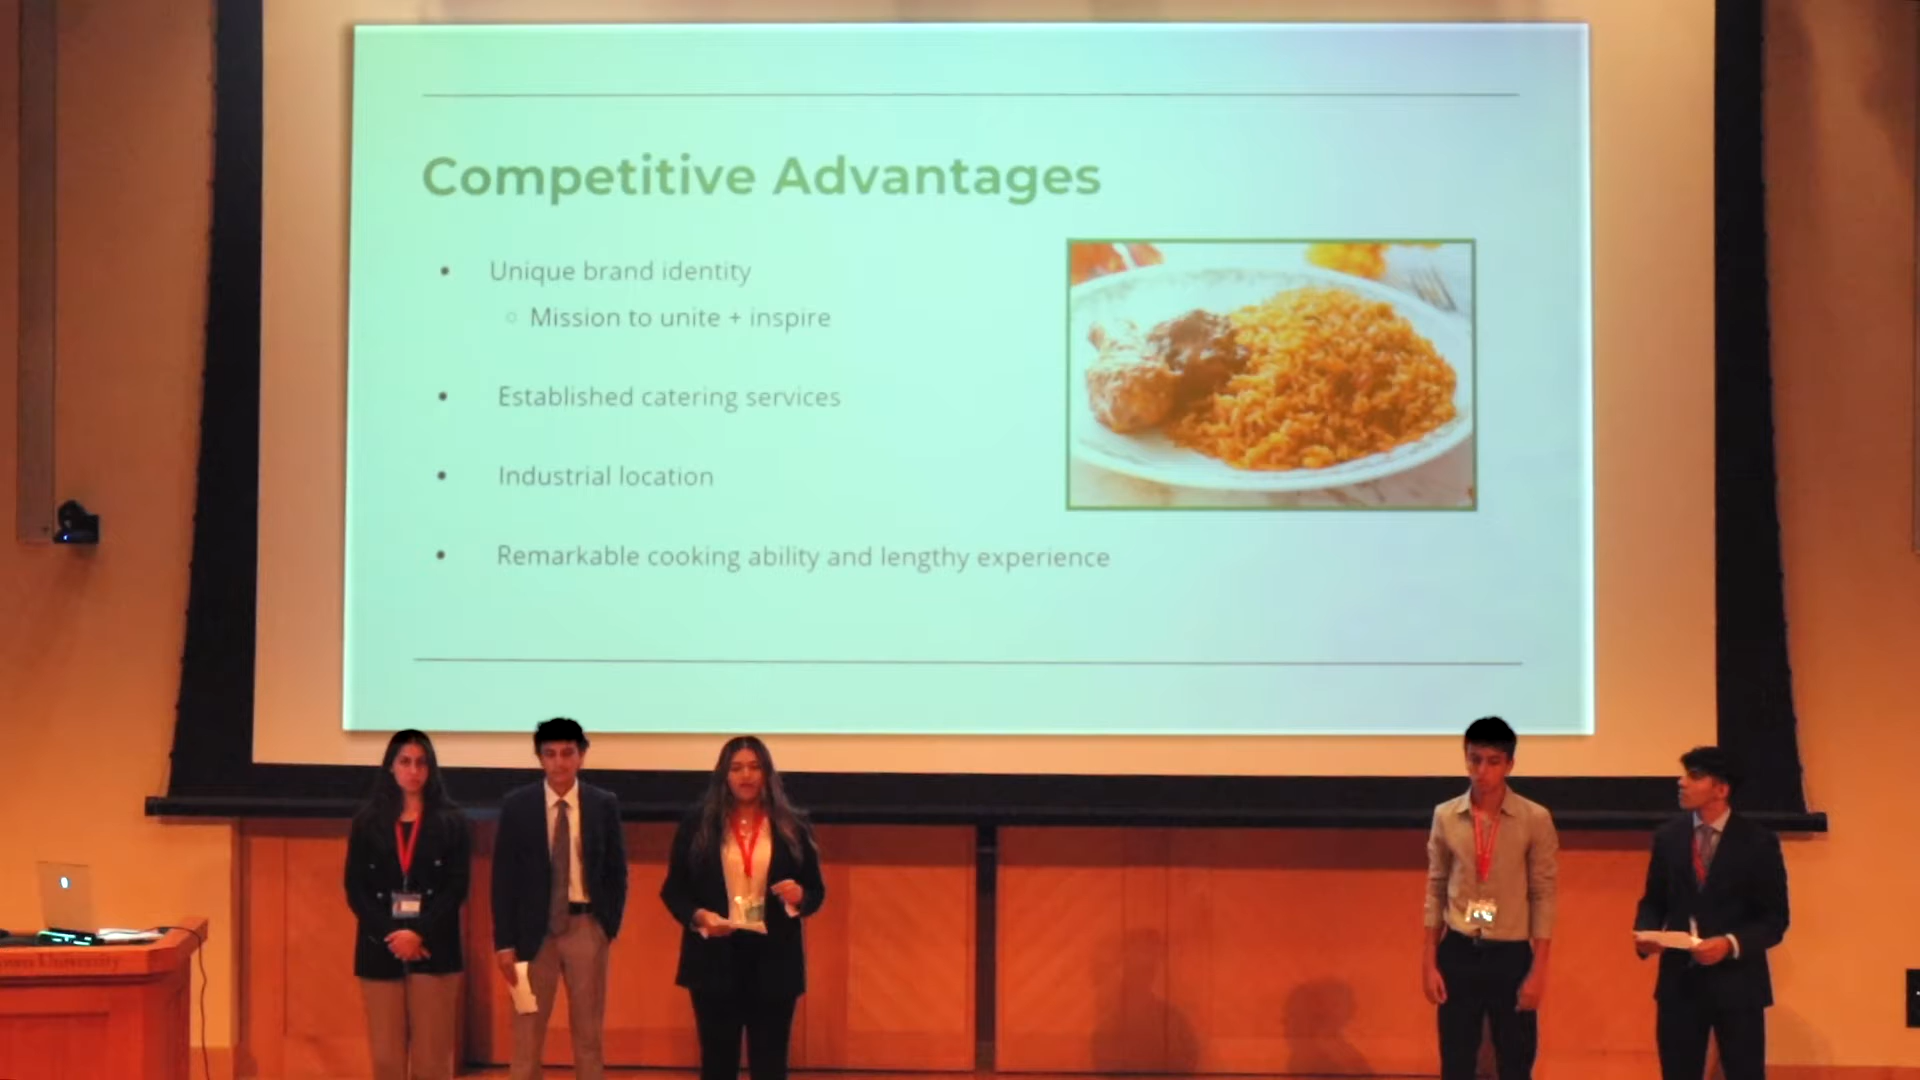 Competitive Advantages
Unique brand identity
Mission to unite + inspire
Established catering services
Industrial location
Remarkable cooking ability and lengthy experience
University